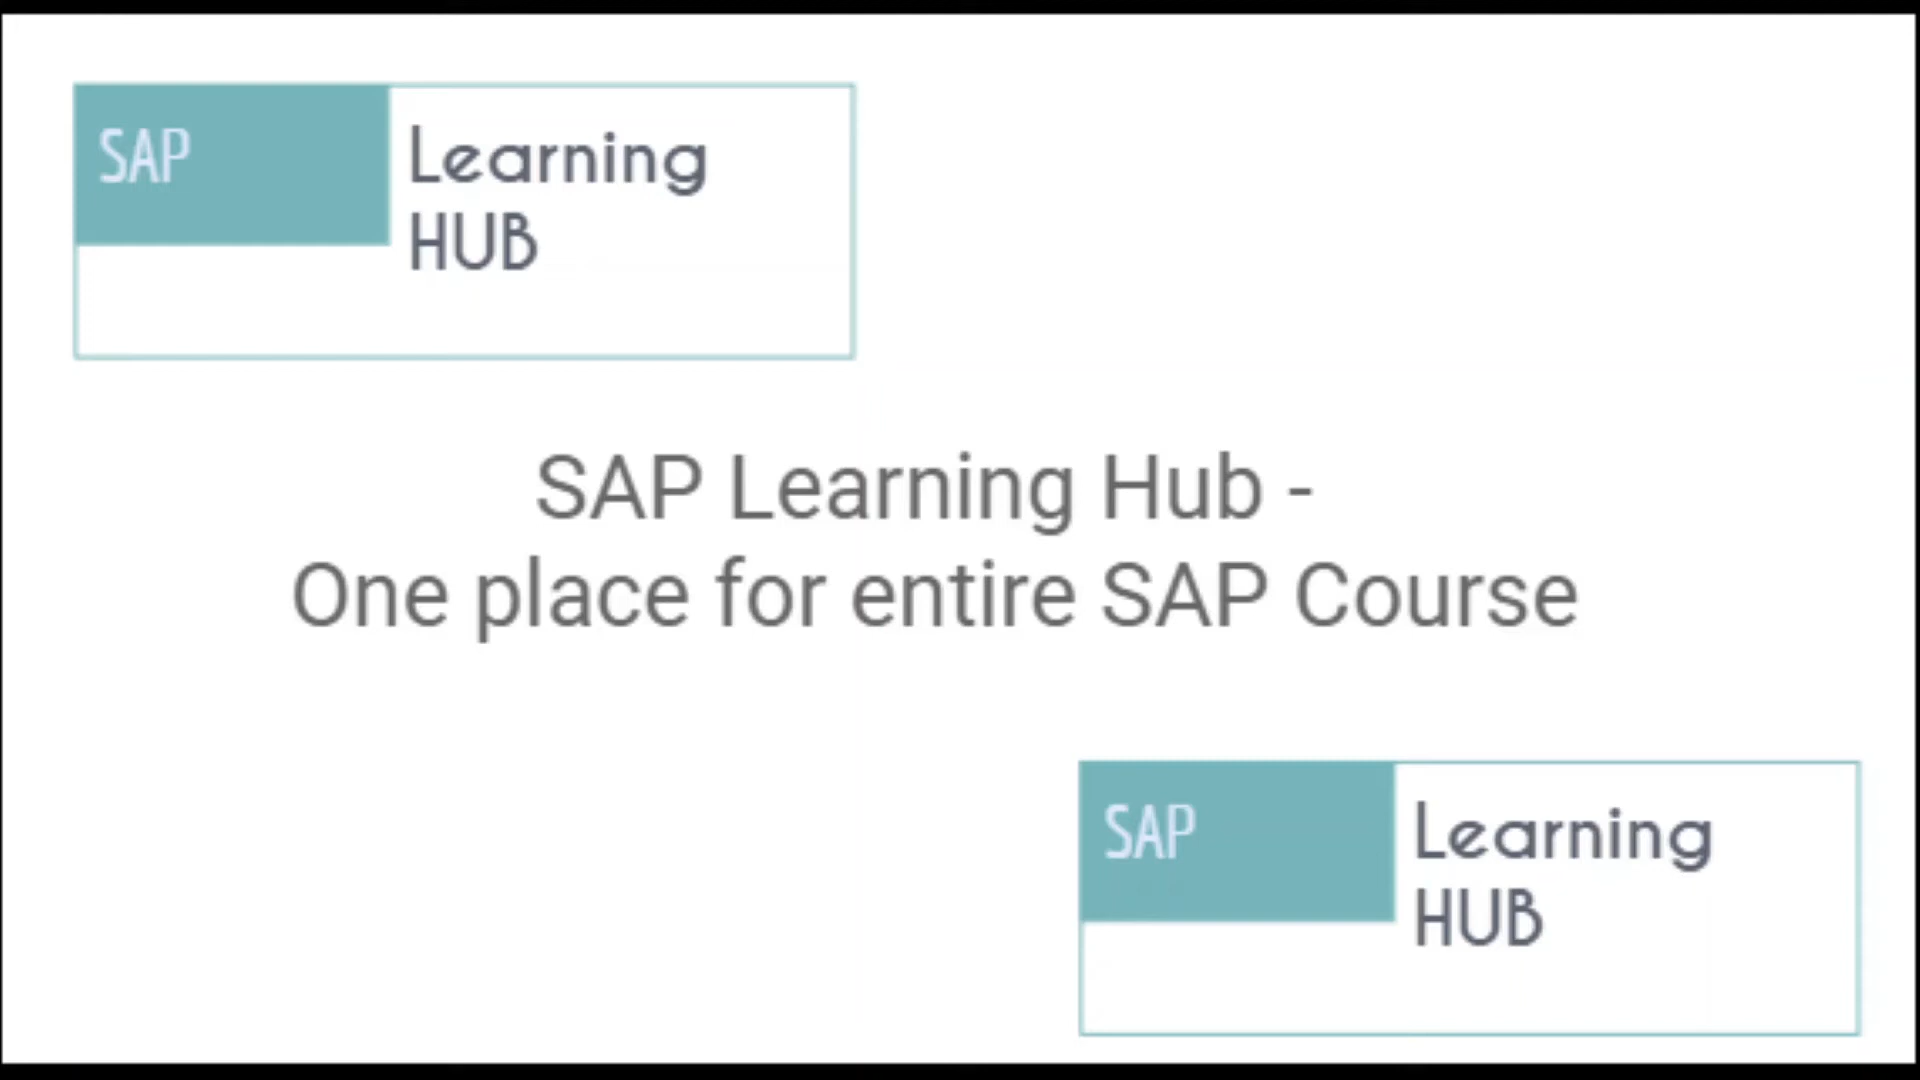 SAP
Learning
HUB
SAP Learning Hub -
One place for entire SAP Course
SAP
Learning
HUB